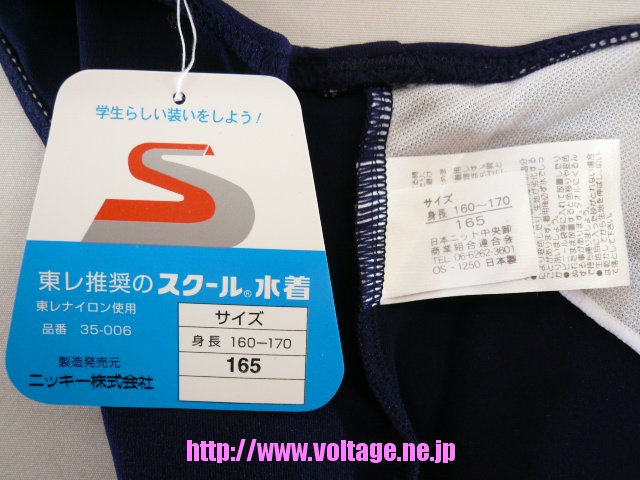 学生らしい装いをしよう！
S
東レ推奨のスクール®水着
東レナイロン使用
品番 35-006
サイズ
身長 160-170
165
製造発売元
ニッキー株式会社
サイズ
身長 160〜170
165
日本ニット中央卸
商業組合連合会
TEL 06-6262-3601
OS-1250 日本製
http://www.voltage.ne.jp